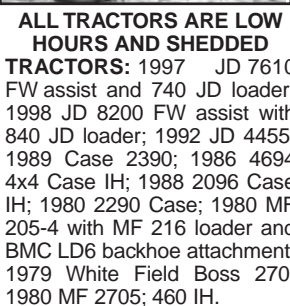 ALL TRACTORS ARE LOW
HOURS AND SHEDDED
TRACTORS: 1997 JD 7610
FW assist and 740 JD loader
1998 JD 8200 FW assist with
840 JD loader; 1992 JD 4455
1989 Case 2390; 1986 4694
4x4 Case IH; 1988 2096 Case
IH; 1980 2290 Case; 1980 MF
205-4 with MF 216 loader and
BMC LD6 backhoe attachment
1979 White Field Boss 270
1980 MF 2705; 460 IH.